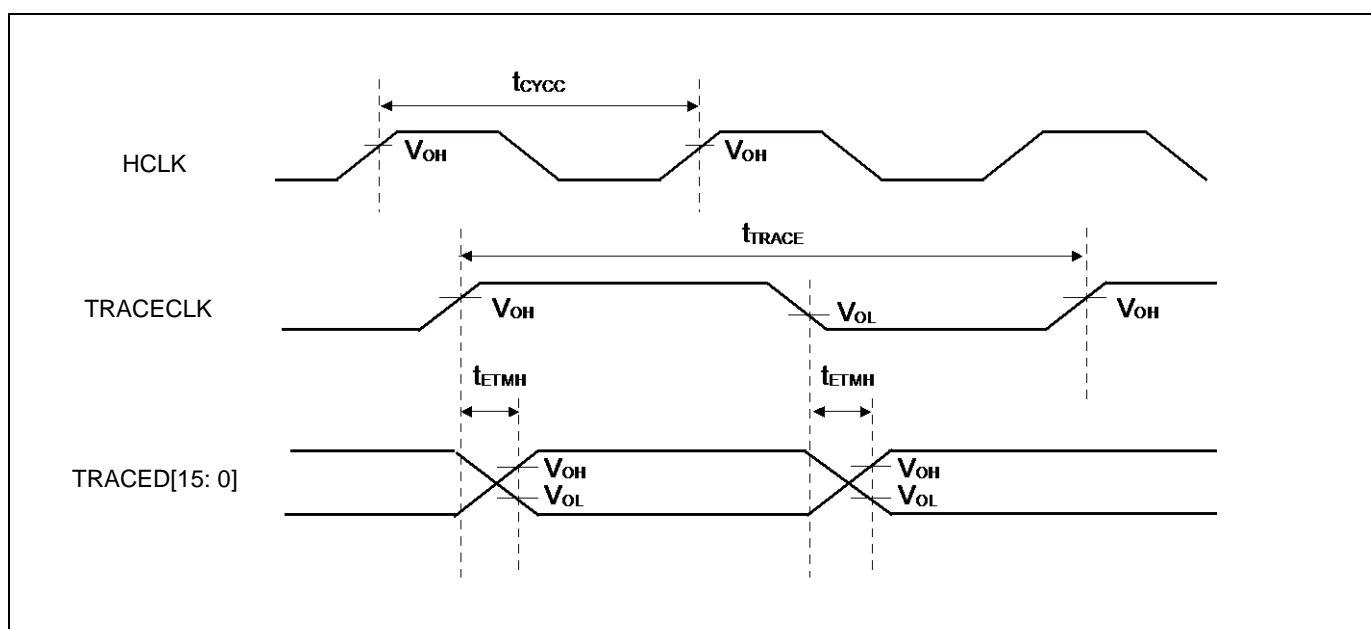 tCYCC
HCLK
VOH VOH
tTRACE
TRACECLK
VOH VOL VOH
tETMH tETMH
TRACED[15: 0]
VOH VOH
VOL VOL